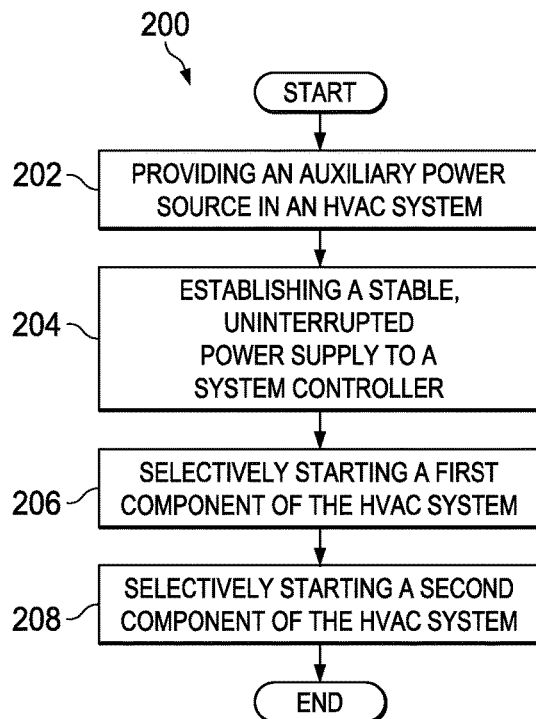 200
START
202
PROVIDING AN AUXILIARY POWER
SOURCE IN AN HVAC SYSTEM
204
ESTABLISHING A STABLE,
UNINTERRUPTED
POWER SUPPLY TO A
SYSTEM CONTROLLER
206
SELECTIVELY STARTING A FIRST
COMPONENT OF THE HVAC SYSTEM
208
SELECTIVELY STARTING A SECOND
COMPONENT OF THE HVAC SYSTEM
END